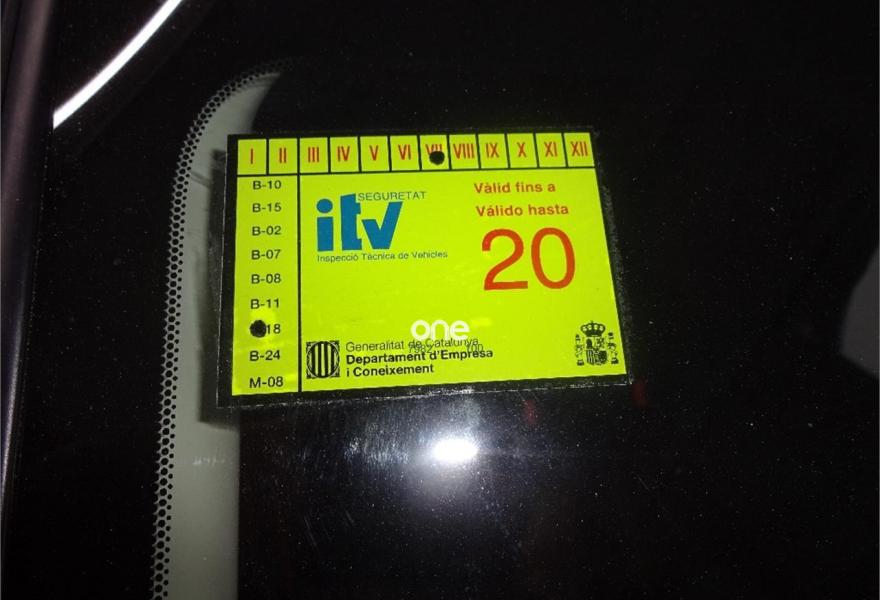 I II III IV V VI VII VIII IX X XI XII
B-10
B-15
B-02
B-07
B-08
B-11
18
B-24
M-08
SEGURETAT
itv
Inspecció Tècnica de Vehicles
Vàlid fins a
Válido hasta
20
one
Generalitat de Catalunya
Departament d'Empresa
i Coneixement